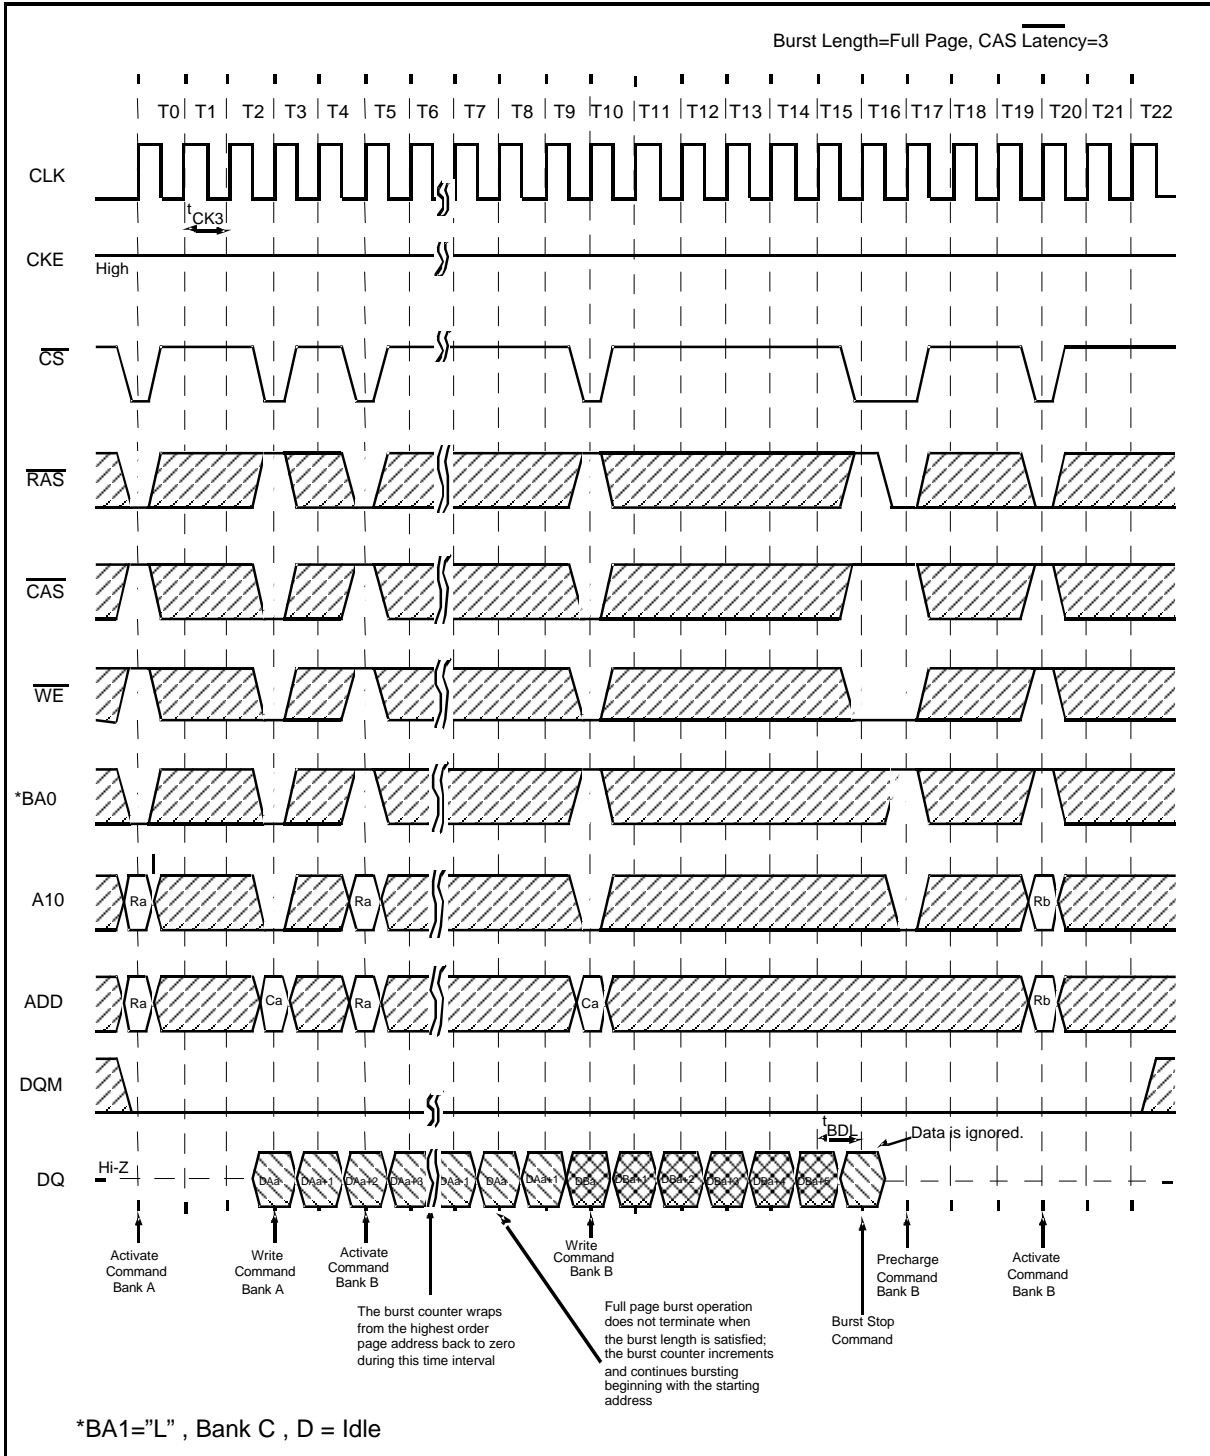 Burst Length=Full Page, CAS Latency=3
T0 T1 T2 T3 T4 T5 T6 T7 T8 T9 T10 T11 T12 T13 T14 T15 T16 T17 T18 T19 T20 T21 T22
CLK
tCK3
CKE
High
CS
RAS
CAS
WE
*BA0
A10
Ra Ra Rb
ADD
Ra Ca Ra Ca Rb
DQM
tBDL
Data is ignored.
DQ
Hi-Z
DAa DAa+1 DAa+2 DAa+3 DAa-1 DAa DAa+1 DBa DBa+1 DBa+2 DBa+3 DBa+4 DBa+5
Activate
Command
Bank A
Write
Command
Bank A
Activate
Command
Bank B
Write
Command
Bank B
Precharge
Command
Bank B
Activate
Command
Bank B
The burst counter wraps
from the highest order
page address back to zero
during this time interval
Full page burst operation
does not terminate when
the burst length is satisfied;
the burst counter increments
and continues bursting
beginning with the starting
address
Burst Stop
Command
*BA1=”L” , Bank C , D = Idle